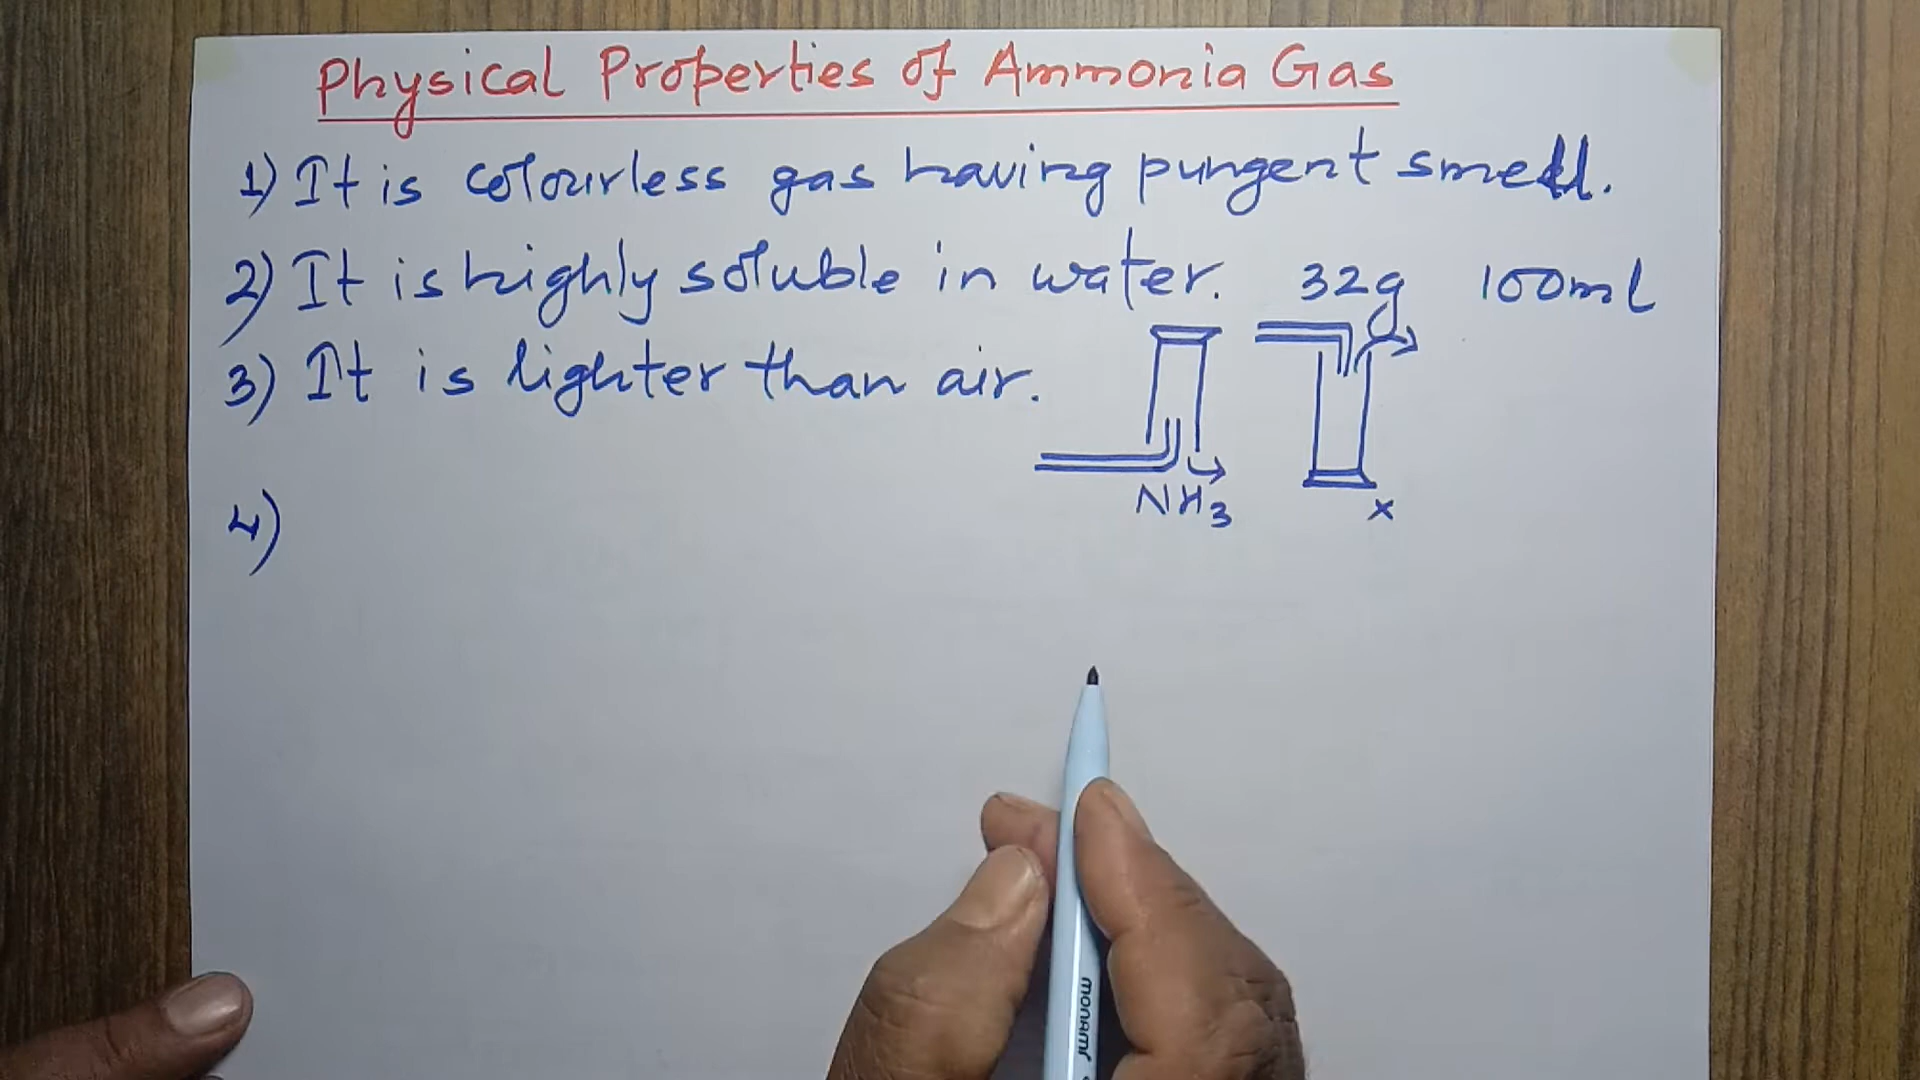 Physical Properties of Ammonia Gas
1) It is colourless gas having pungent smell.
2) It is highly soluble in water. 32g 100ml
3) It is lighter than air.
NH3 x
4)
monami